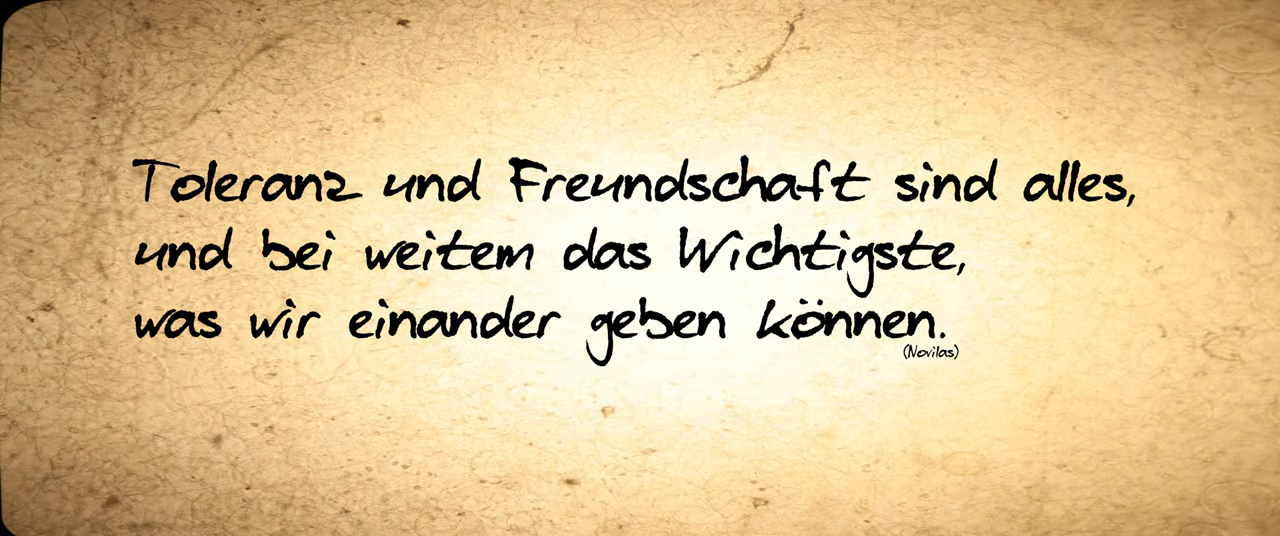 Toleranz und Freundschaft sind alles,
und bei weitem das Wichtigste,
was wir einander geben können.
(Novilas)